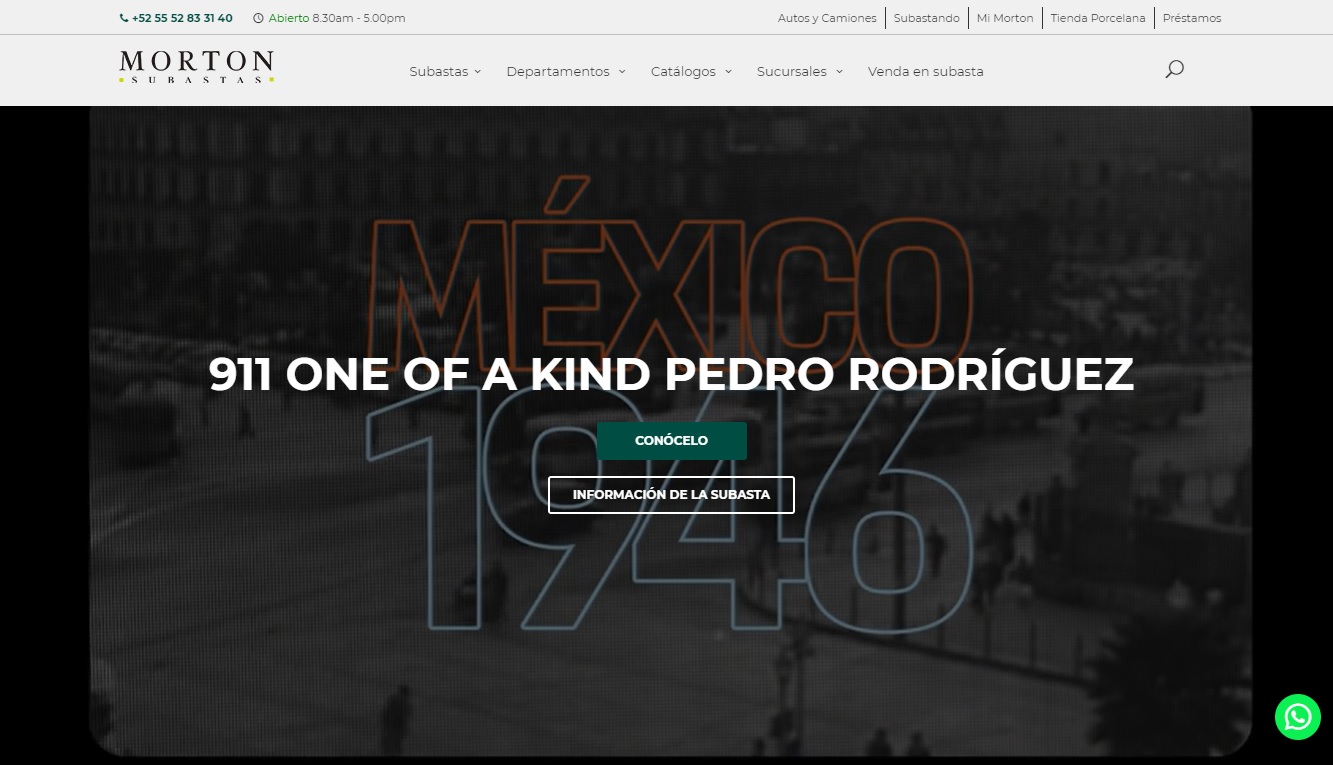 +52 55 52 83 31 40
Abierto 8.30am - 5.00pm
Autos y Camiones
Subastando
Mi Morton
Tienda Porcelana
Préstamos
MORTON
SUBASTAS
Subastas
Departamentos
Catálogos
Sucursales
Venda en subasta
MÉXICO
911 ONE OF A KIND PEDRO RODRÍGUEZ
1946
CONÓCELO
INFORMACIÓN DE LA SUBASTA